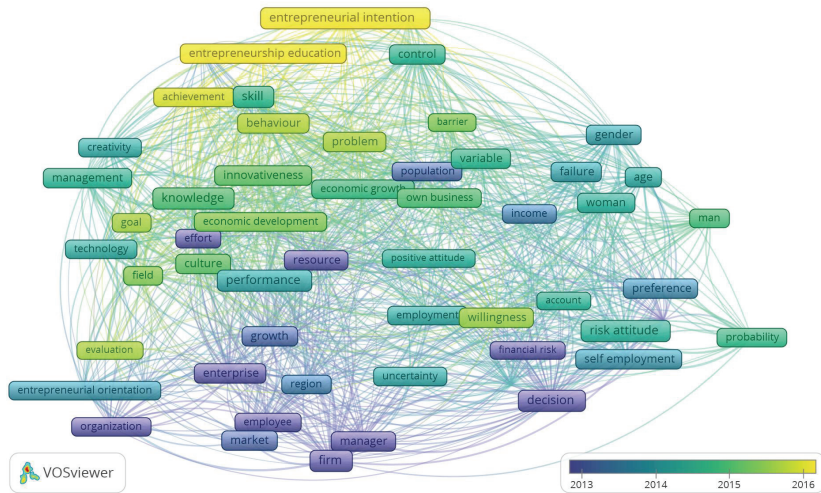 entrepreneurial intention
entrepreneurship education
control
achievement
skill
behaviour
barrier
problem
gender
creativity
variable
management
innovativeness
population
failure
age
economic growth
knowledge
own business
woman
goal
economic development
income
man
effort
technology
culture
resource
positive attitude
field
performance
preference
account
employment
willingness
growth
risk attitude
probability
evaluation
financial risk
self employment
enterprise
region
uncertainty
entrepreneurial orientation
decision
organization
employee
market
manager
firm
VOSviewer
2013 2014 2015 2016